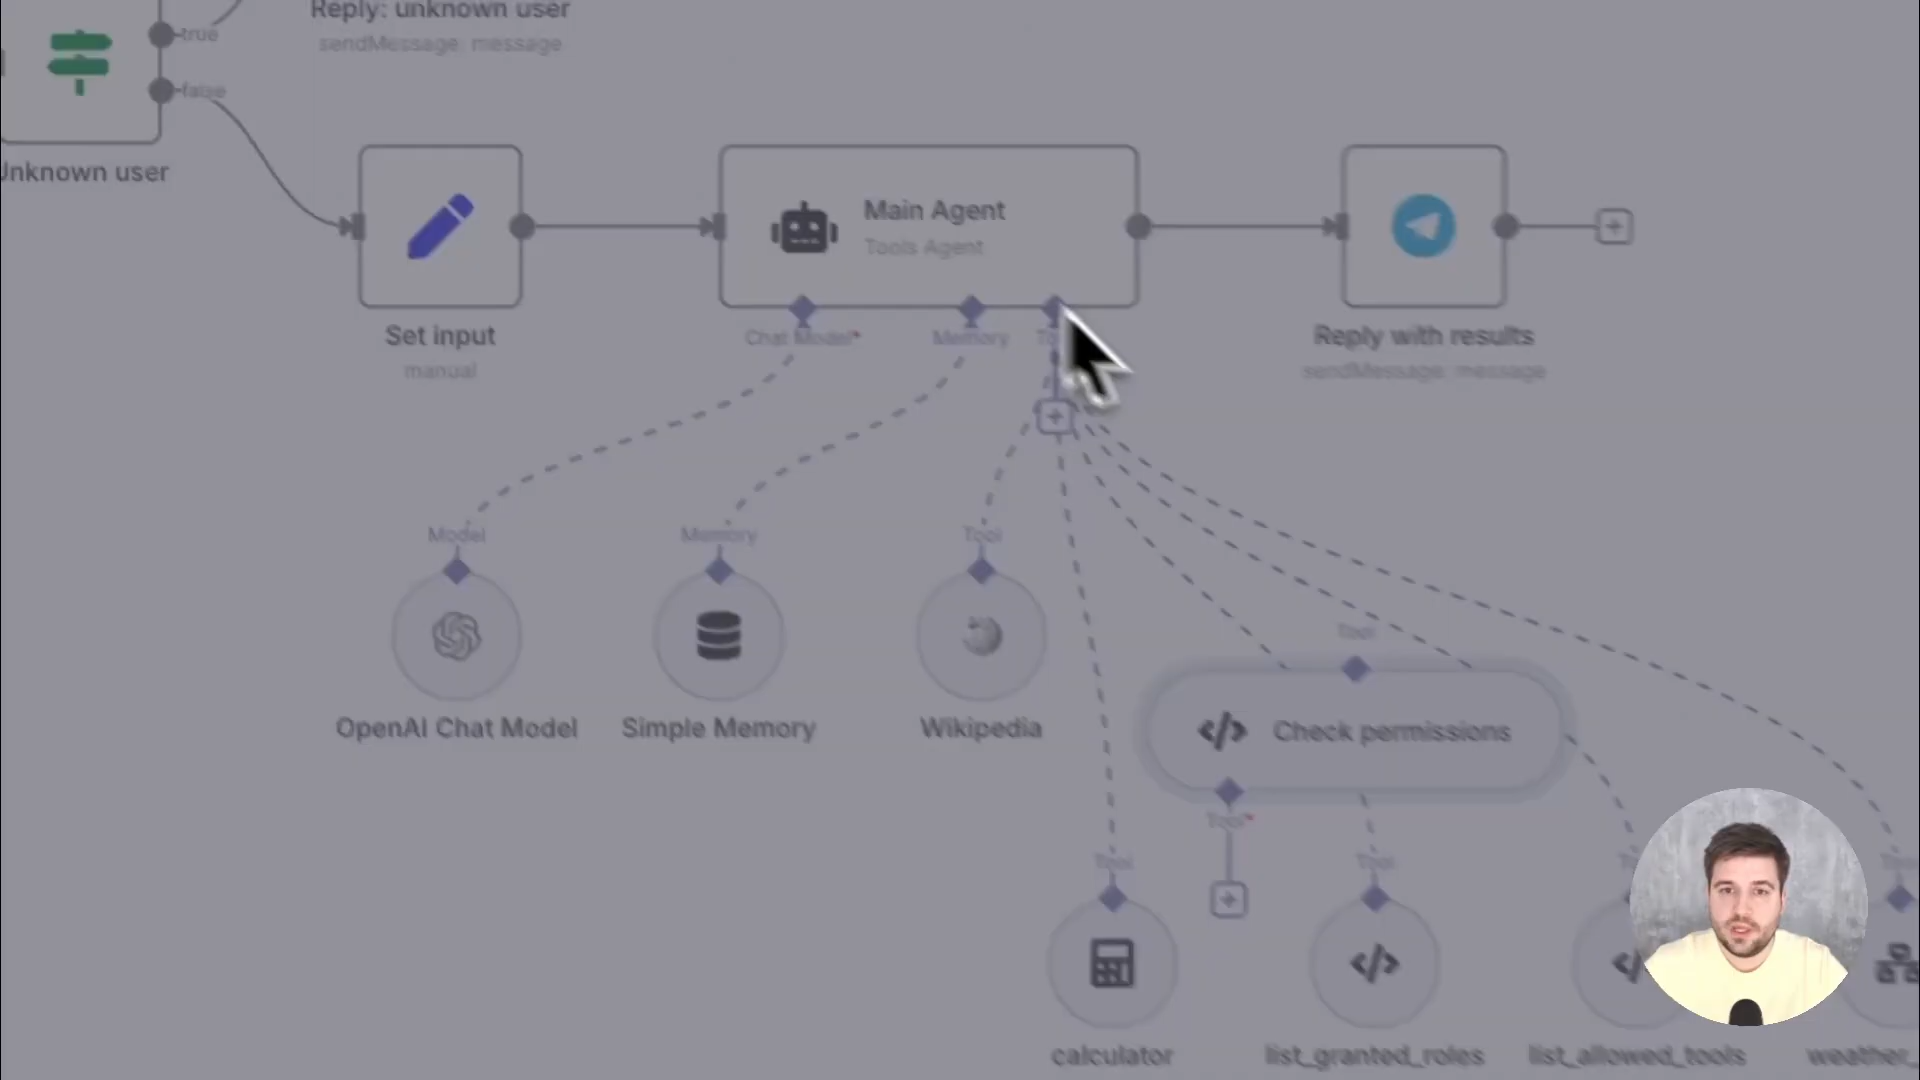 Reply: unknown user
sendMessage: message
true
false
Unknown user
Main Agent
Tools Agent
Chat Model*
Memory
Set input
manual
Reply with results
sendMessage: message
Model
Memory
Tool
OpenAI Chat Model
Simple Memory
Wikipedia
Tool
Check permissions
Tool*
Tool
Tool
calculator
list_granted_roles
list_allowed_tools
weather_